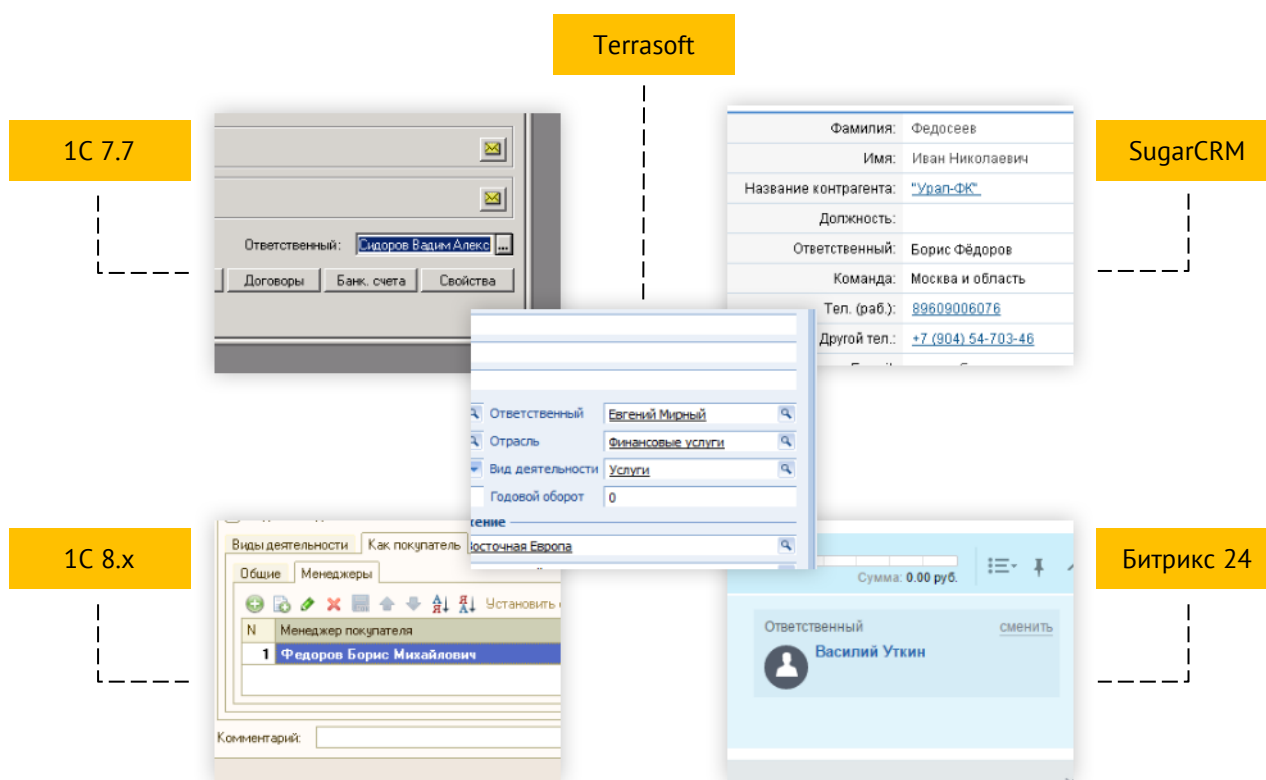 Terrasoft
1С 7.7
Ответственный: Сидоров Вадим Алекс ...
Договоры Банк. счета Свойства
SugarCRM
Фамилия: Федосеев
Имя: Иван Николаевич
Название контрагента: "Урал-ФК"
Должность:
Ответственный: Борис Фёдоров
Команда: Москва и область
Тел. (раб.): 89609006076
Другой тел.: +7 (904) 54-703-46
Ответственный Евгений Мирный
Отрасль Финансовые услуги
Вид деятельности Услуги
Годовой оборот 0
Восточная Европа
1С 8.x
Виды деятельности Как покупатель
Общие Менеджеры
Установить
N Менеджер покупателя
1 Федоров Борис Михайлович
Комментарий:
Битрикс 24
Сумма: 0.00 руб.
Ответственный сменить
Василий Уткин